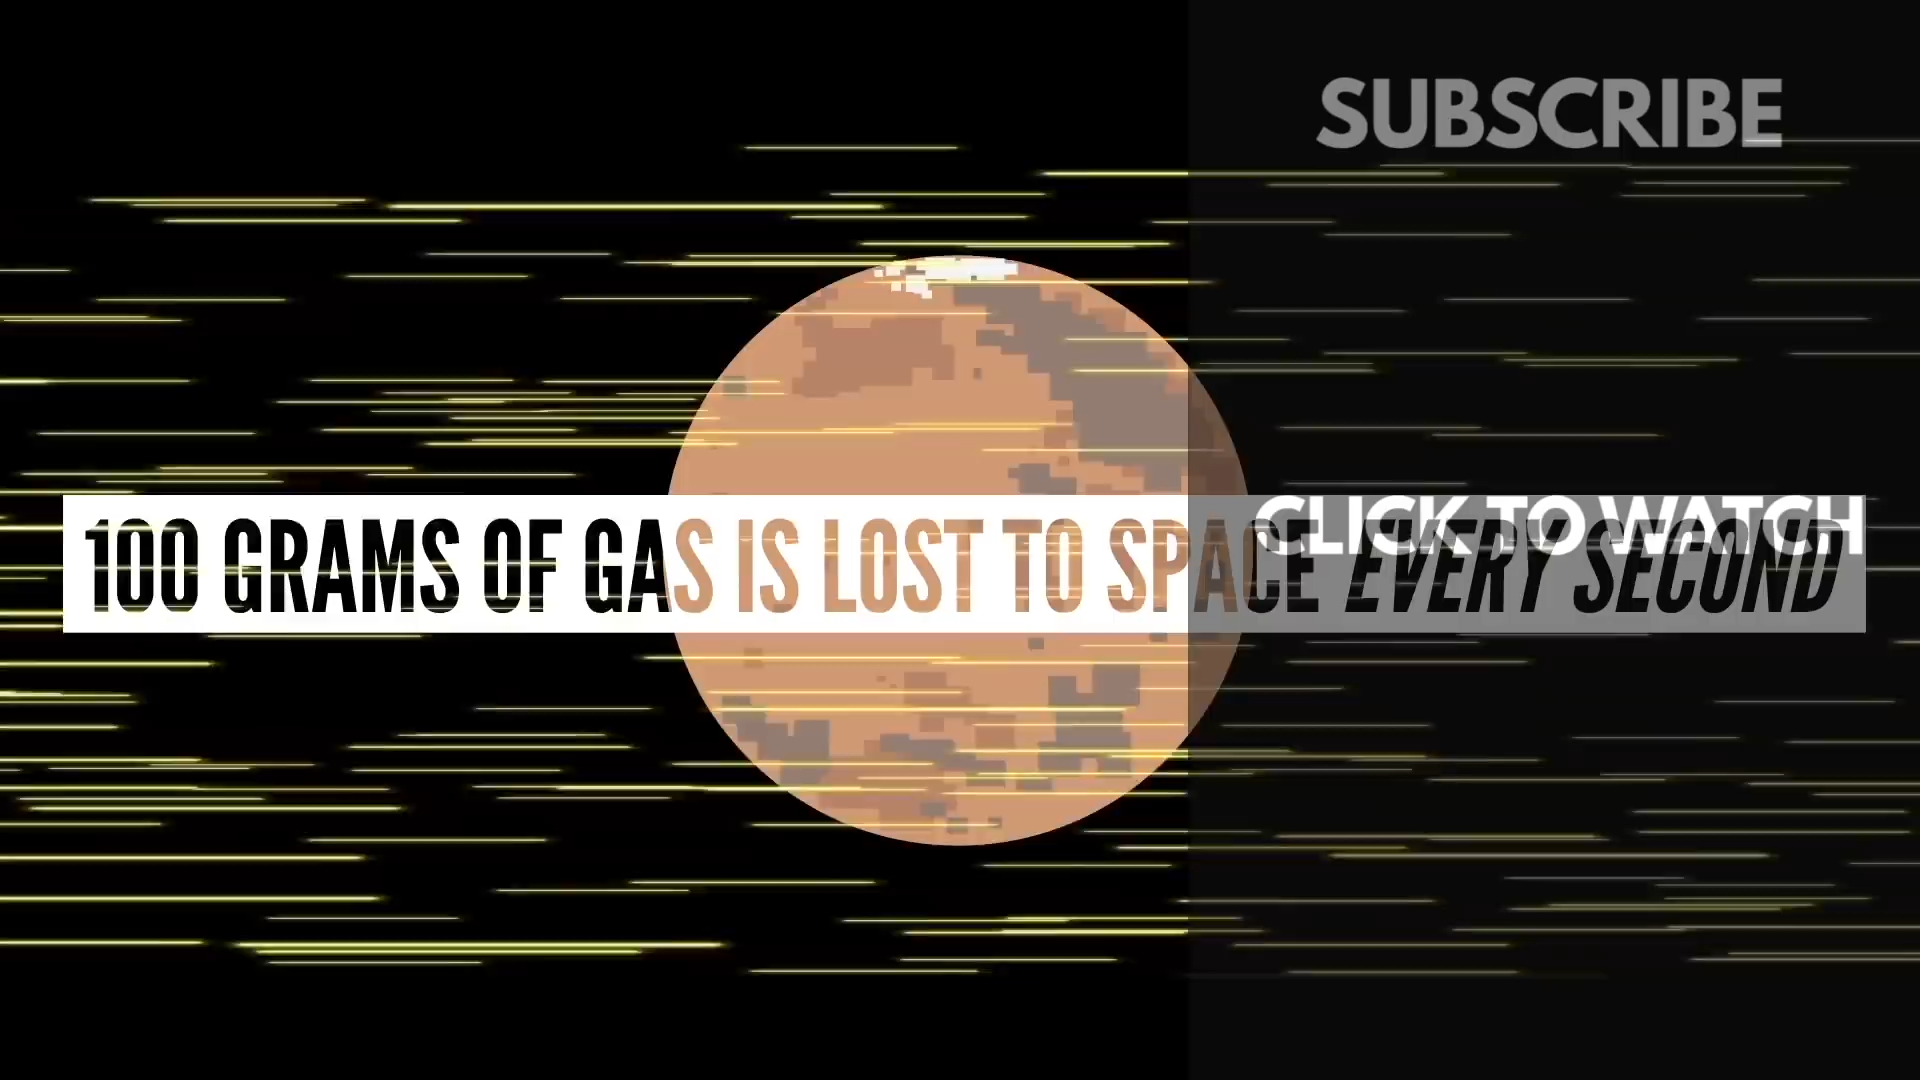 SUBSCRIBE
CLICK TO WATCH
100 GRAMS OF GAS IS LOST TO SPACE EVERY SECOND